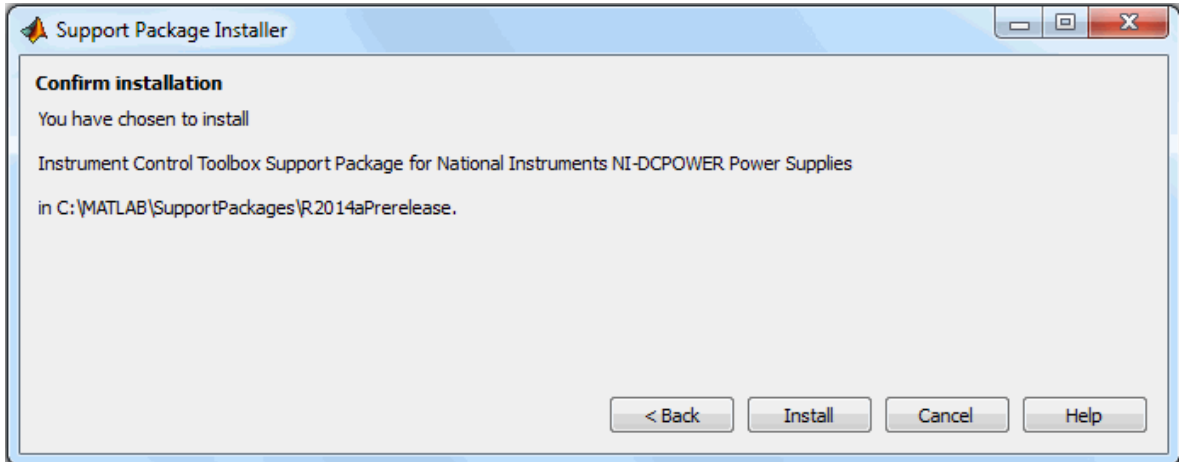 Support Package Installer
Confirm installation
You have chosen to install
Instrument Control Toolbox Support Package for National Instruments NI-DCPOWER Power Supplies
in C:\MATLAB\SupportPackages\R2014aPrerelease.
< Back Install Cancel Help